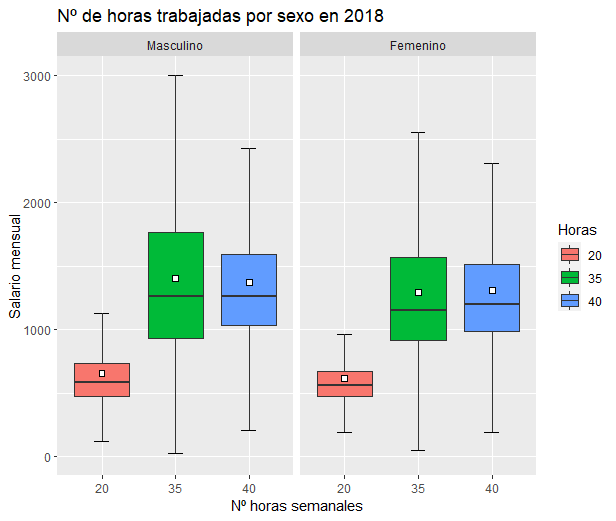 Nº de horas trabajadas por sexo en 2018
Masculino
Femenino
3000
2000
1000
0
Salario mensual
20
35
40
20
35
40
Nº horas semanales
Horas
20
35
40